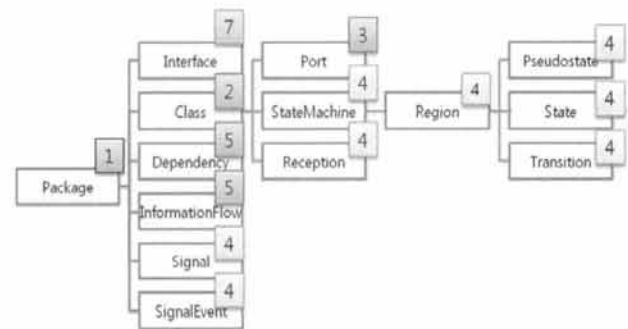 7
Interface
3
Port
4
Pseudostate
2
Class
4
StateMachine
4
Region
4
State
5
Dependency
4
Reception
4
Transition
1
Package
5
InformationFlow
4
Signal
4
SignalEvent